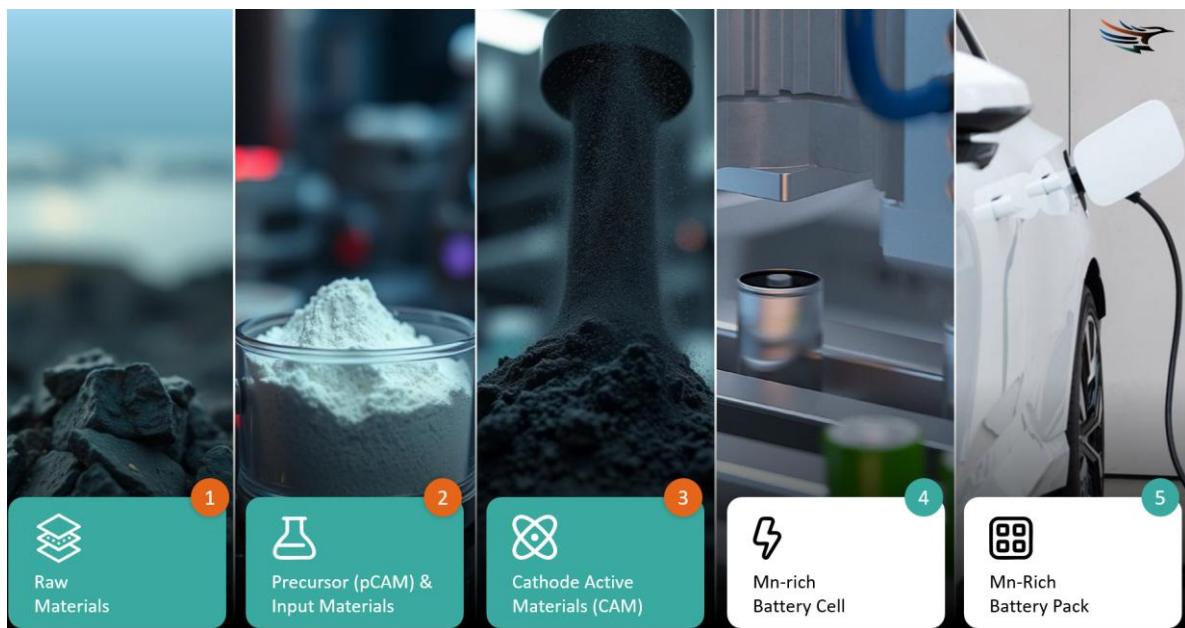 1
Raw
Materials
2
Precursor (pCAM) &
Input Materials
3
Cathode Active
Materials (CAM)
4
Mn-rich
Battery Cell
5
Mn-Rich
Battery Pack